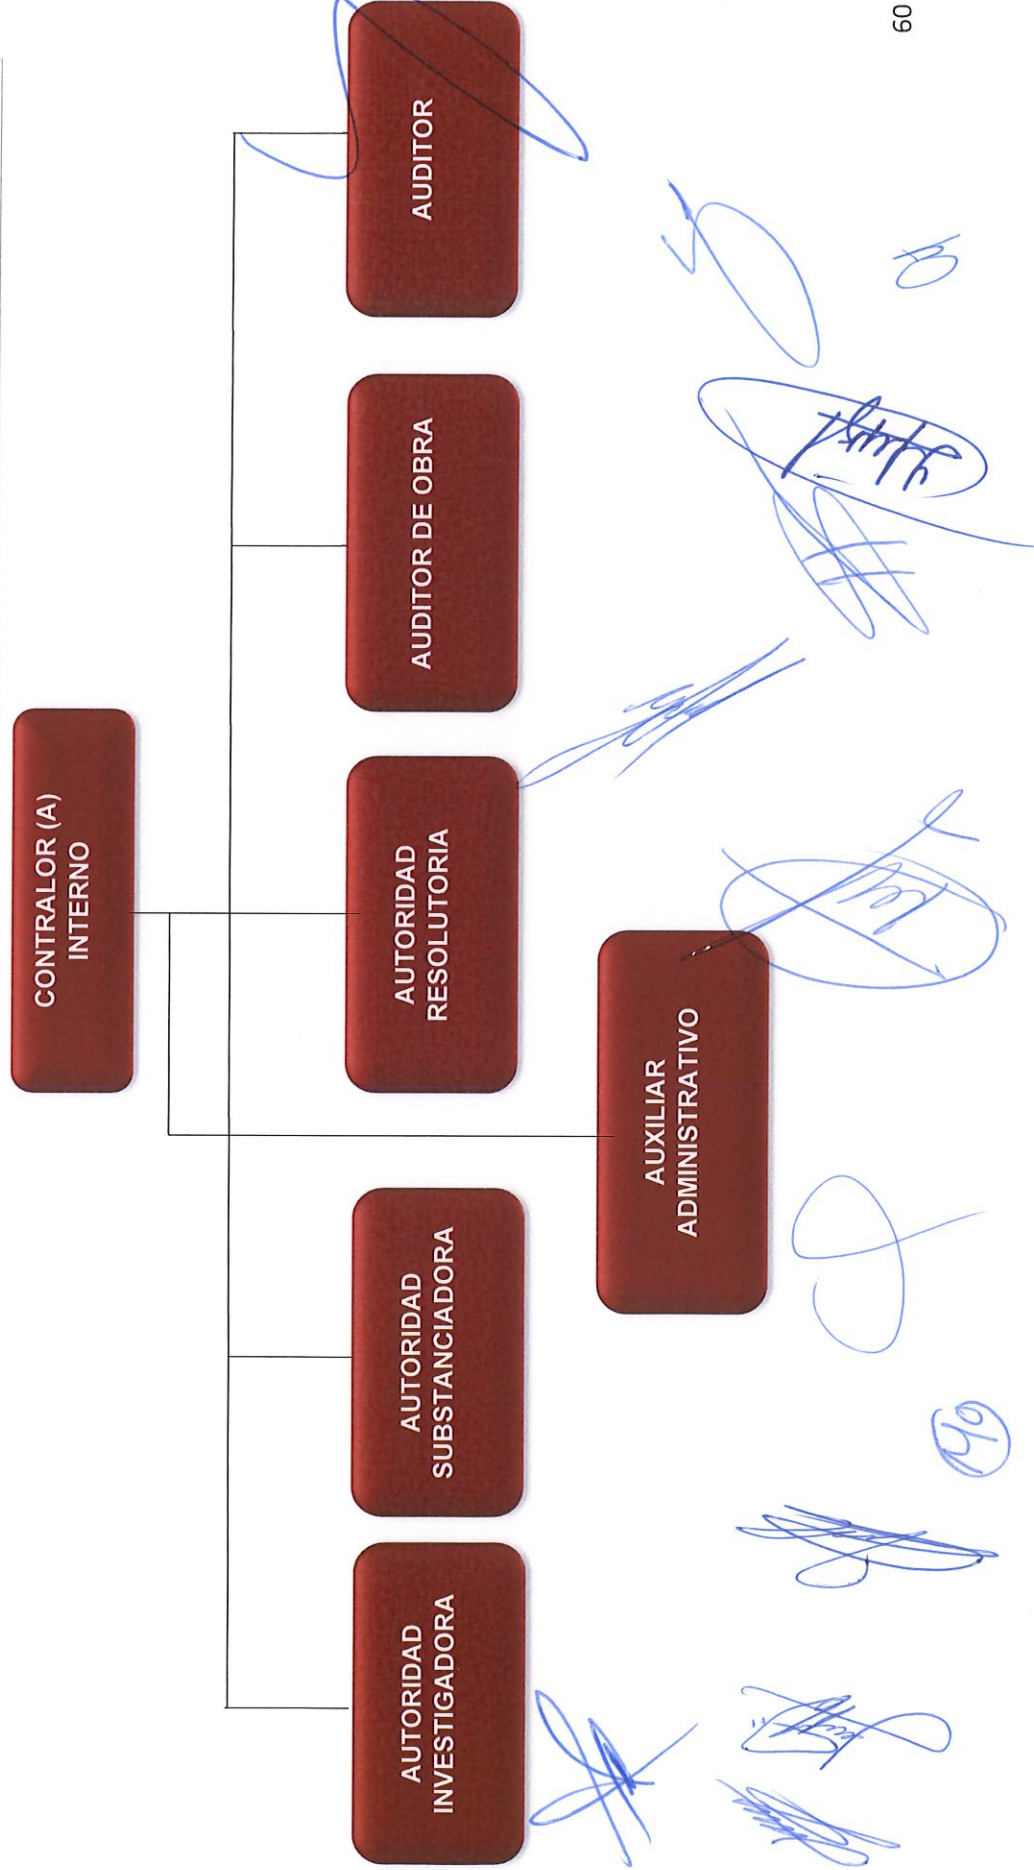 CONTRALOR (A)
INTERNO
AUTORIDAD
INVESTIGADORA
AUTORIDAD
SUBSTANCIADORA
AUTORIDAD
RESOLUTORIA
AUDITOR DE OBRA
AUDITOR
AUXILIAR
ADMINISTRATIVO
60